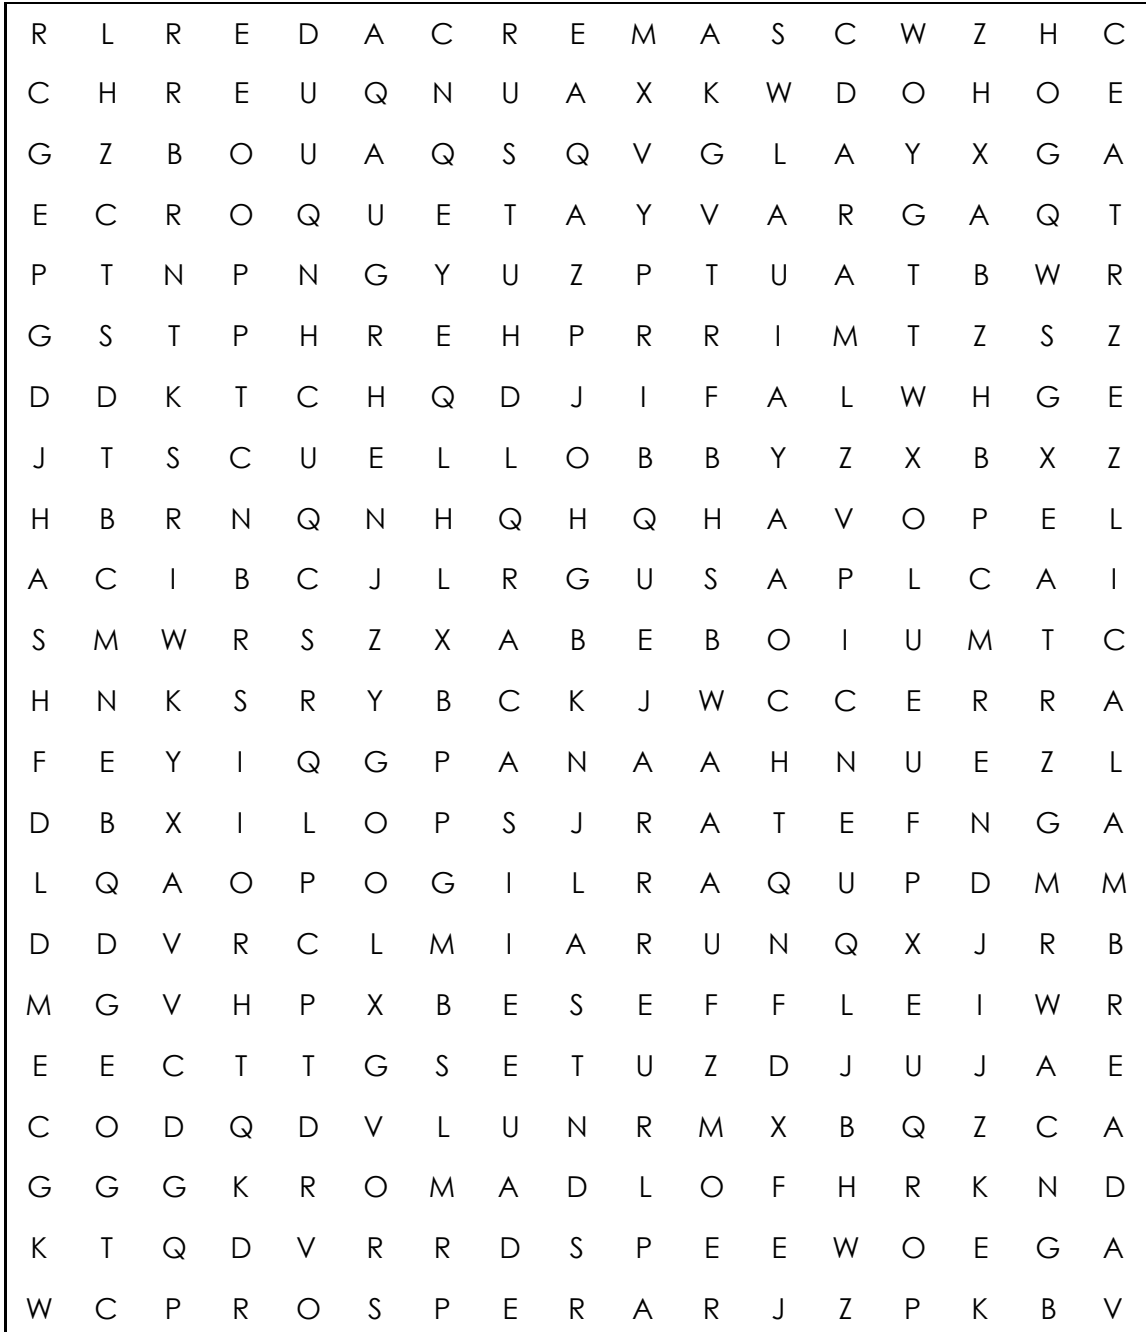 R L R E D A C R E M A S C W Z H C
C H R E U Q N U A X K W D O H O E
G Z B O U A Q S Q V G L A Y X G A
E C R O Q U E T A Y V A R G A Q T
P T N P N G Y U Z P T U A T B W R
G S T P H R E H P R R I M T Z S Z
D D K T C H Q D J I F A L W H G E
J T S C U E L L O B B Y Z X B X Z
H B R N Q N H Q H Q H A V O P E L
A C I B C J L R G U S A P L C A I
S M W R S Z X A B E B O I U M T C
H N K S R Y B C K J W C C E R R A
F E Y I Q G P A N A A H N U E Z L
D B X I L O P S J R A T E F N G A
L Q A O P O G I L R A Q U P D M M
D D V R C L M I A R U N Q X J R B
M G V H P X B E S E F F L E I W R
E E C T T G S E T U Z D J U J A E
C O D Q D V L U N R M X B Q Z C A
G G G K R O M A D L O F H R K N D
K T Q D V R R D S P E E W O E G A
W C P R O S P E R A R J Z P K B V